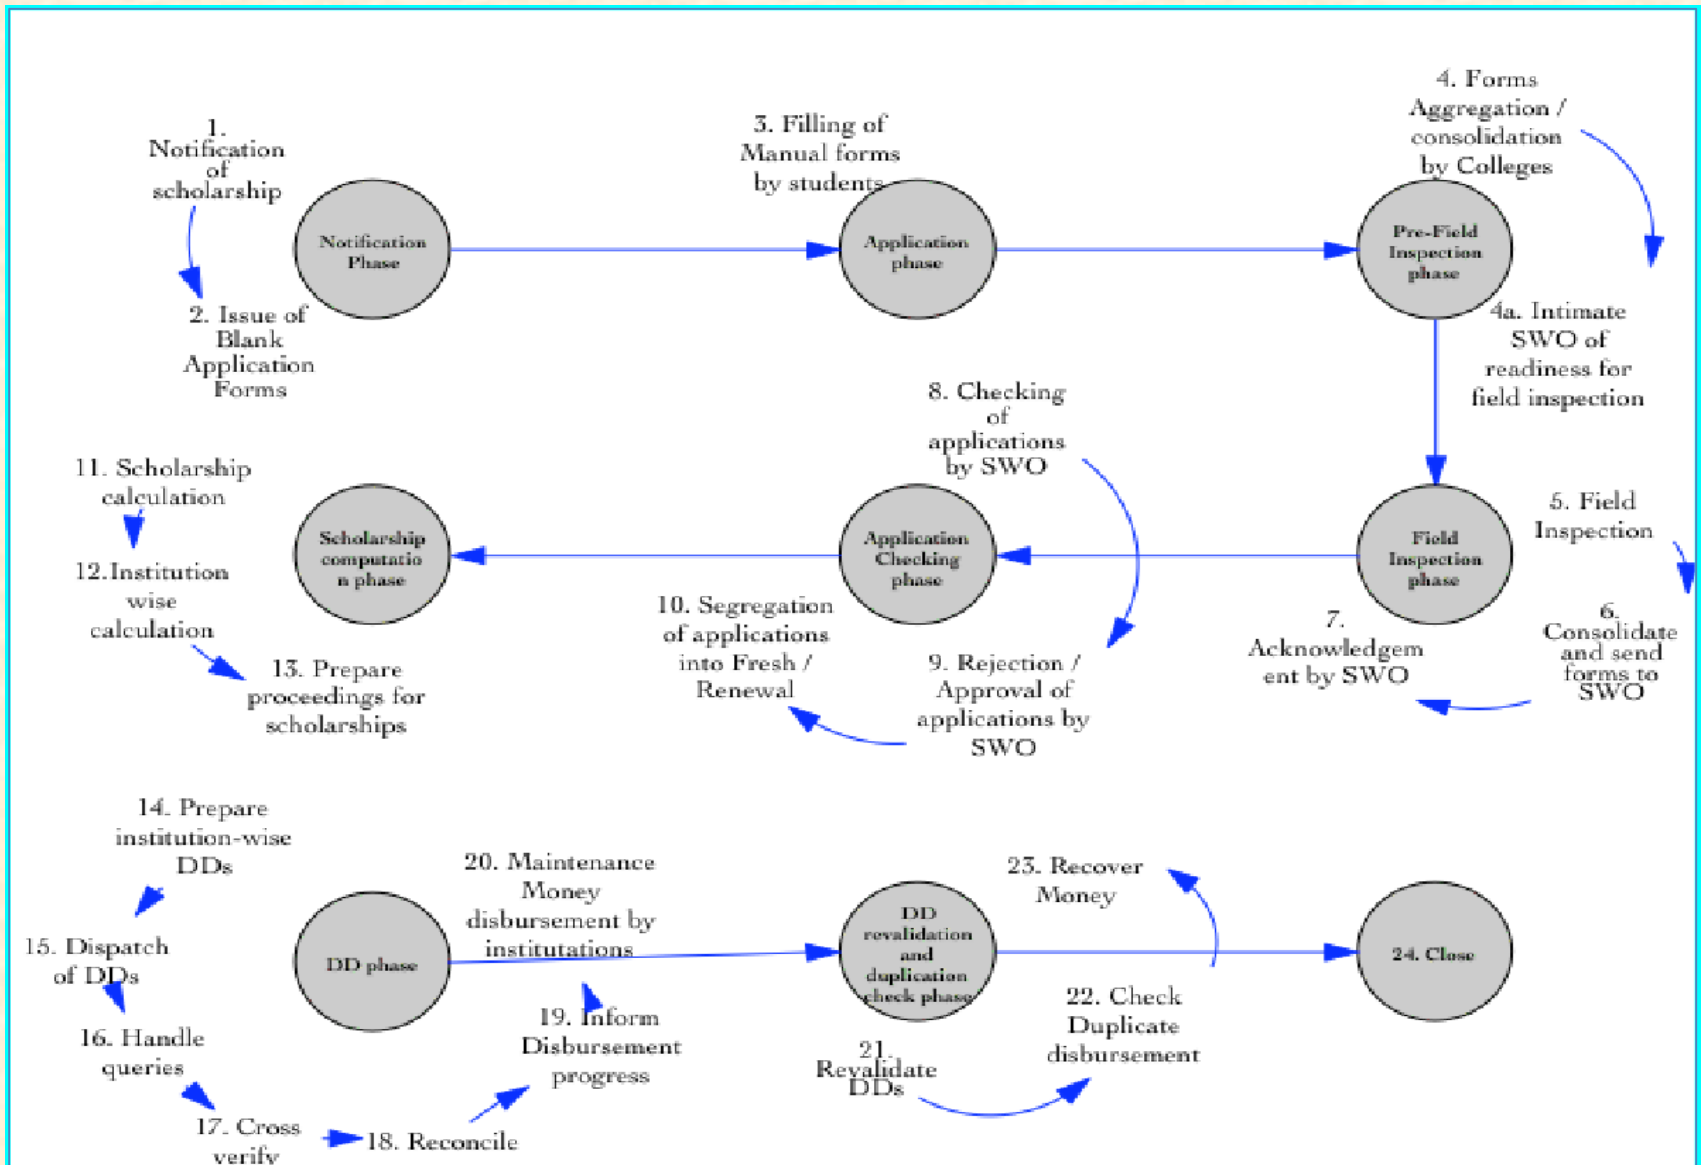 1.
Notification
of
scholarship
Notification
Phase
2. Issue of
Blank
Application
Forms
3. Filling of
Manual forms
by students
Application
phase
4. Forms
Aggregation /
consolidation
by Colleges
Pre-Field
Inspection
phase
4a. Intimate
SWO of
readiness for
field inspection
5. Field
Inspection
Field
Inspection
phase
6.
Consolidate
and send
forms to
SWO
7.
Acknowledgem
ent by SWO
8. Checking
of
applications
by SWO
Application
Checking
phase
9. Rejection /
Approval of
applications by
SWO
10. Segregation
of applications
into Fresh /
Renewal
Scholarship
computatio
n phase
11. Scholarship
calculation
12.Institution
wise
calculation
13. Prepare
proceedings for
scholarships
14. Prepare
institution-wise
DDs
DD phase
15. Dispatch
of DDs
16. Handle
queries
17. Cross
verify
18. Reconcile
19. Inform
Disbursement
progress
20. Maintenance
Money
disbursement by
institutations
DD
revalidation
and
duplication
check phase
21.
Revalidate
DDs
22. Check
Duplicate
disbursement
23. Recover
Money
24. Close